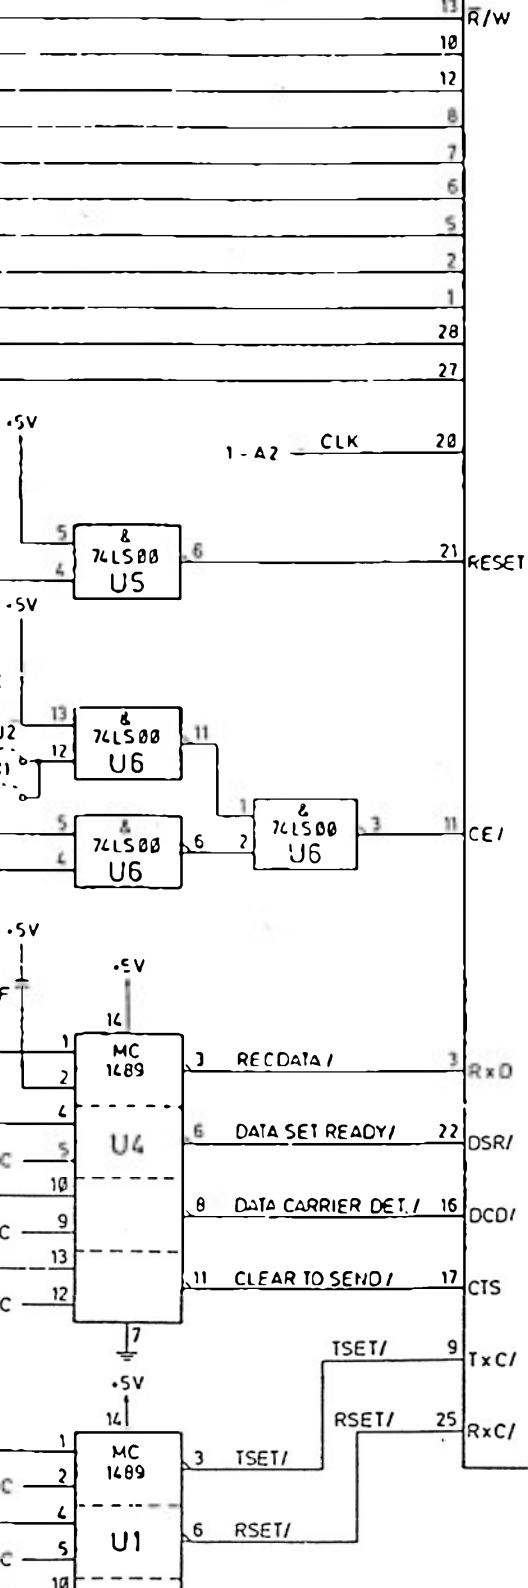 13 R̅/W
10
12
8
7
6
5
2
1
28
27
+5V
1-A2 CLK 20
5 & 6 21 RESET
74LS00
4 U5
+5V
13 & 11
J2 12 74LS00
U6
1 & 3 11 CE/
74LS00
2 U6
5 & 6
74LS00
4 U6
+5V
F
+5V
14
1 MC 3 RECDATA/ 3 RxD
1489
2
4
U4 6 DATA SET READY/ 22 DSR/
C 5
10
8 DATA CARRIER DET./ 16 DCD/
C 9
13
11 CLEAR TO SEND/ 17 CTS
C 12
7
TSET/ 9 TxC/
+5V
14
RSET/ 25 RxC/
1 MC 3 TSET/
1489
C 2
4
U1 6 RSET/
C 5
10